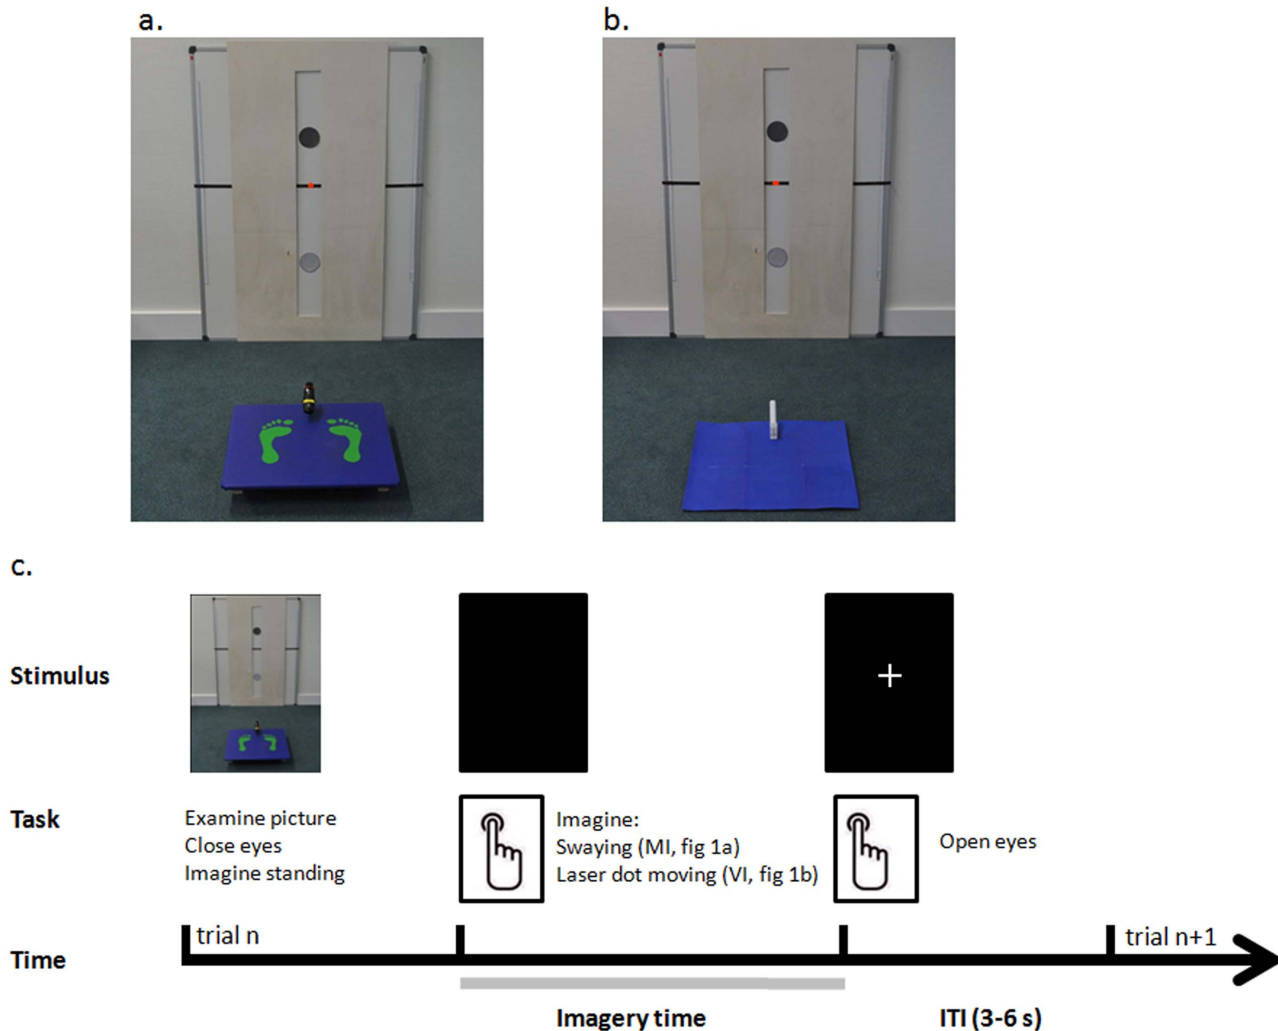 a.
b.
c.
Stimulus
Task
Examine picture
Close eyes
Imagine standing
Imagine:
Swaying (MI, fig 1a)
Laser dot moving (VI, fig 1b)
Open eyes
Time
trial n
trial n+1
Imagery time
ITI (3-6 s)